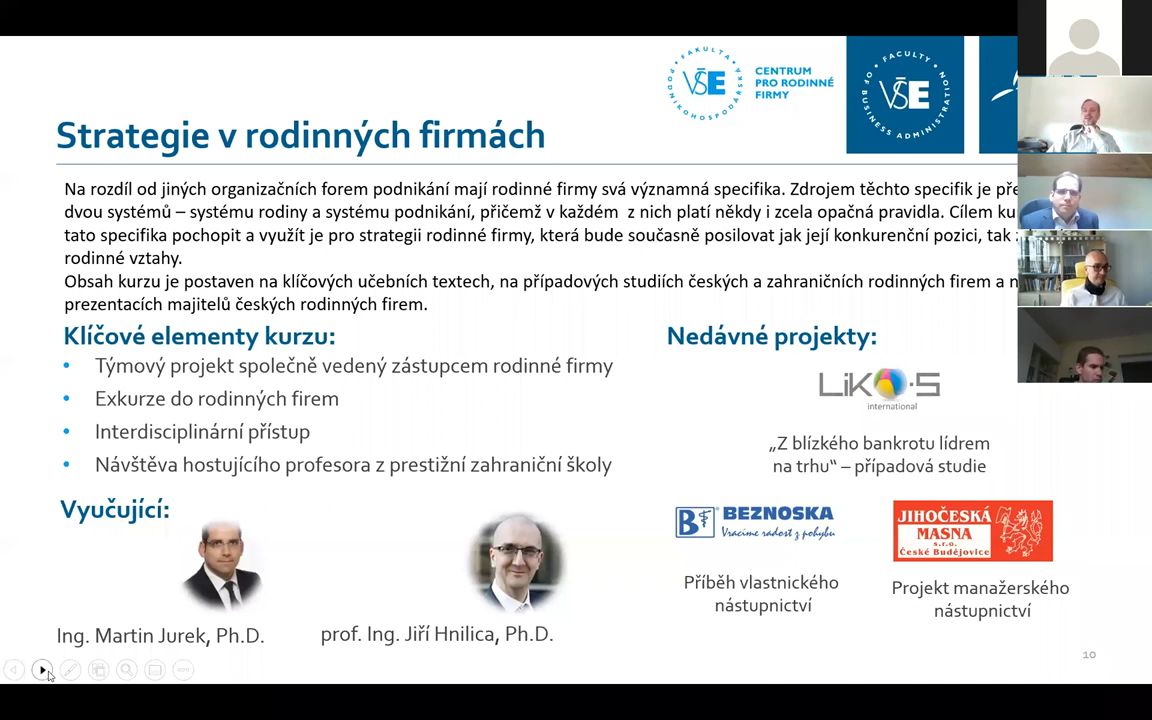 FAKULTA PODNIKOHOSPODÁŘSKÁ
VŠE
CENTRUM
PRO RODINNÉ
FIRMY
FACULTY OF BUSINESS ADMINISTRATION
VŠE
Strategie v rodinných firmách
Na rozdíl od jiných organizačních forem podnikání mají rodinné firmy svá významná specifika. Zdrojem těchto specifik je
dvou systémů – systému rodiny a systému podnikání, přičemž v každém z nich platí někdy i zcela opačná pravidla. Cílem
tato specifika pochopit a využít je pro strategii rodinné firmy, která bude současně posilovat jak její konkurenční pozici, tak
rodinné vztahy.
Obsah kurzu je postaven na klíčových učebních textech, na případových studiích českých a zahraničních rodinných firem a
prezentacích majitelů českých rodinných firem.
Klíčové elementy kurzu:
• Týmový projekt společně vedený zástupcem rodinné firmy
• Exkurze do rodinných firem
• Interdisciplinární přístup
• Návštěva hostujícího profesora z prestižní zahraniční školy
Nedávné projekty:
LIKO-S
international
„Z blízkého bankrotu lídrem
na trhu“ – případová studie
BEZNOSKA
Vracíme radost z pohybu
JIHOČESKÁ
MASNA
s.r.o.
České Budějovice
Příběh vlastnického
nástupnictví
Projekt manažerského
nástupnictví
Vyučující:
Ing. Martin Jurek, Ph.D.
prof. Ing. Jiří Hnilica, Ph.D.
10